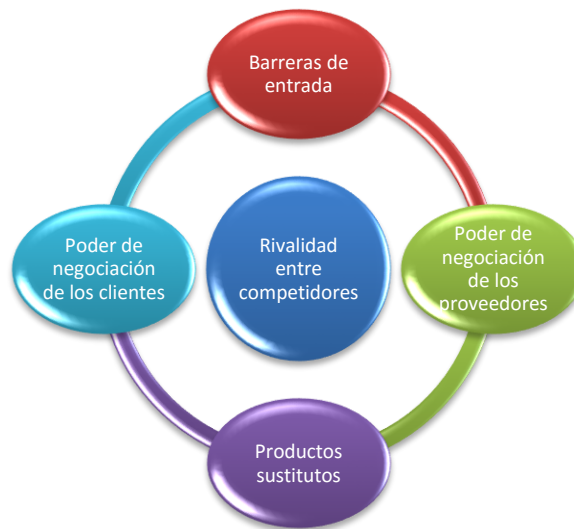 Barreras de
entrada
Poder de
negociación
de los clientes
Rivalidad
entre
competidores
Poder de
negociación
de los
proveedores
Productos
sustitutos